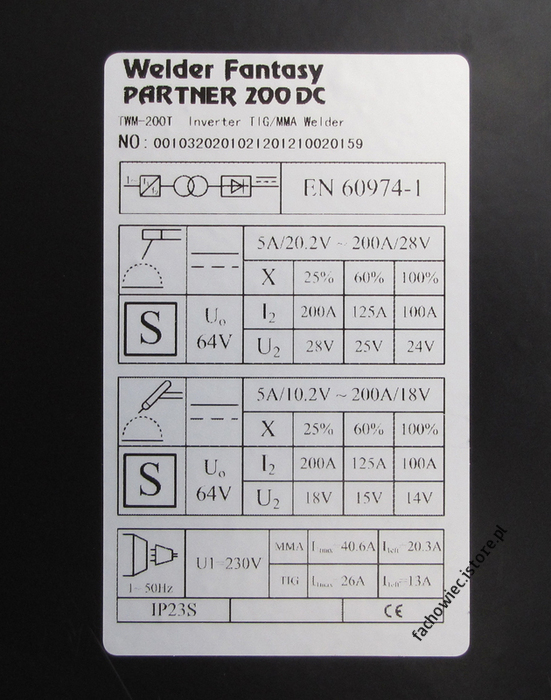 Welder Fantasy
PARTNER 200 DC
TWM-200T Inverter TIG/MMA Welder
NO: 0010320201021201210020159
1~ EN 60974-1
5A/20.2V ~ 200A/28V
X 25% 60% 100%
S U₀ 64V I₂ 200A 125A 100A
U₂ 28V 25V 24V
5A/10.2V ~ 200A/18V
X 25% 60% 100%
S U₀ 64V I₂ 200A 125A 100A
U₂ 18V 15V 14V
1~ 50Hz U1=230V MMA I1max 40.6A I1eff=20.3A
TIG I1max 26A I1eff=13A
IP23S CE
fachowiec.istore.pl